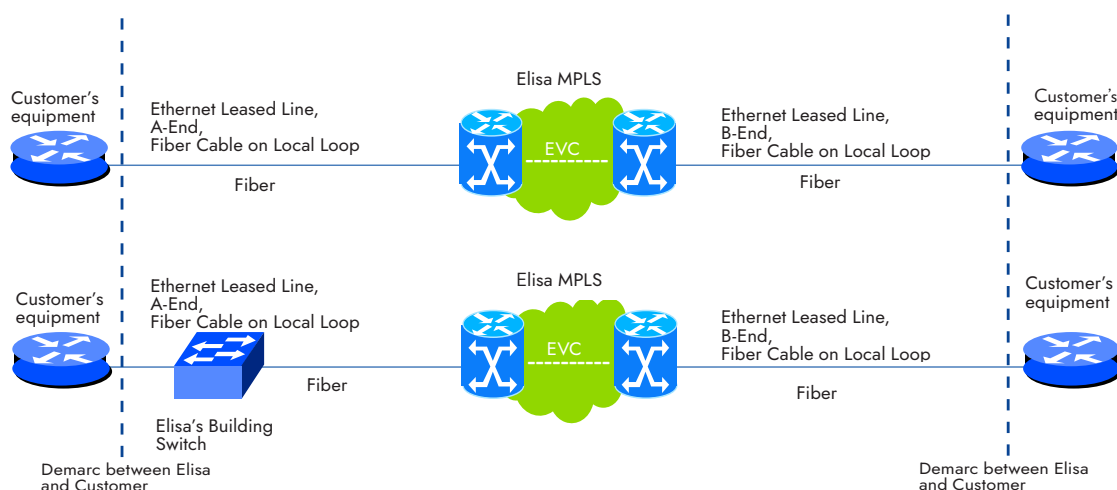 Elisa MPLS
Customer's
equipment
Ethernet Leased Line,
A-End,
Fiber Cable on Local Loop
Fiber
EVC
Ethernet Leased Line,
B-End,
Fiber Cable on Local Loop
Fiber
Customer's
equipment
Elisa MPLS
Customer's
equipment
Ethernet Leased Line,
A-End,
Fiber Cable on Local Loop
Fiber
Elisa's Building
Switch
EVC
Ethernet Leased Line,
B-End,
Fiber Cable on Local Loop
Fiber
Customer's
equipment
Demarc between Elisa
and Customer
Demarc between Elisa
and Customer